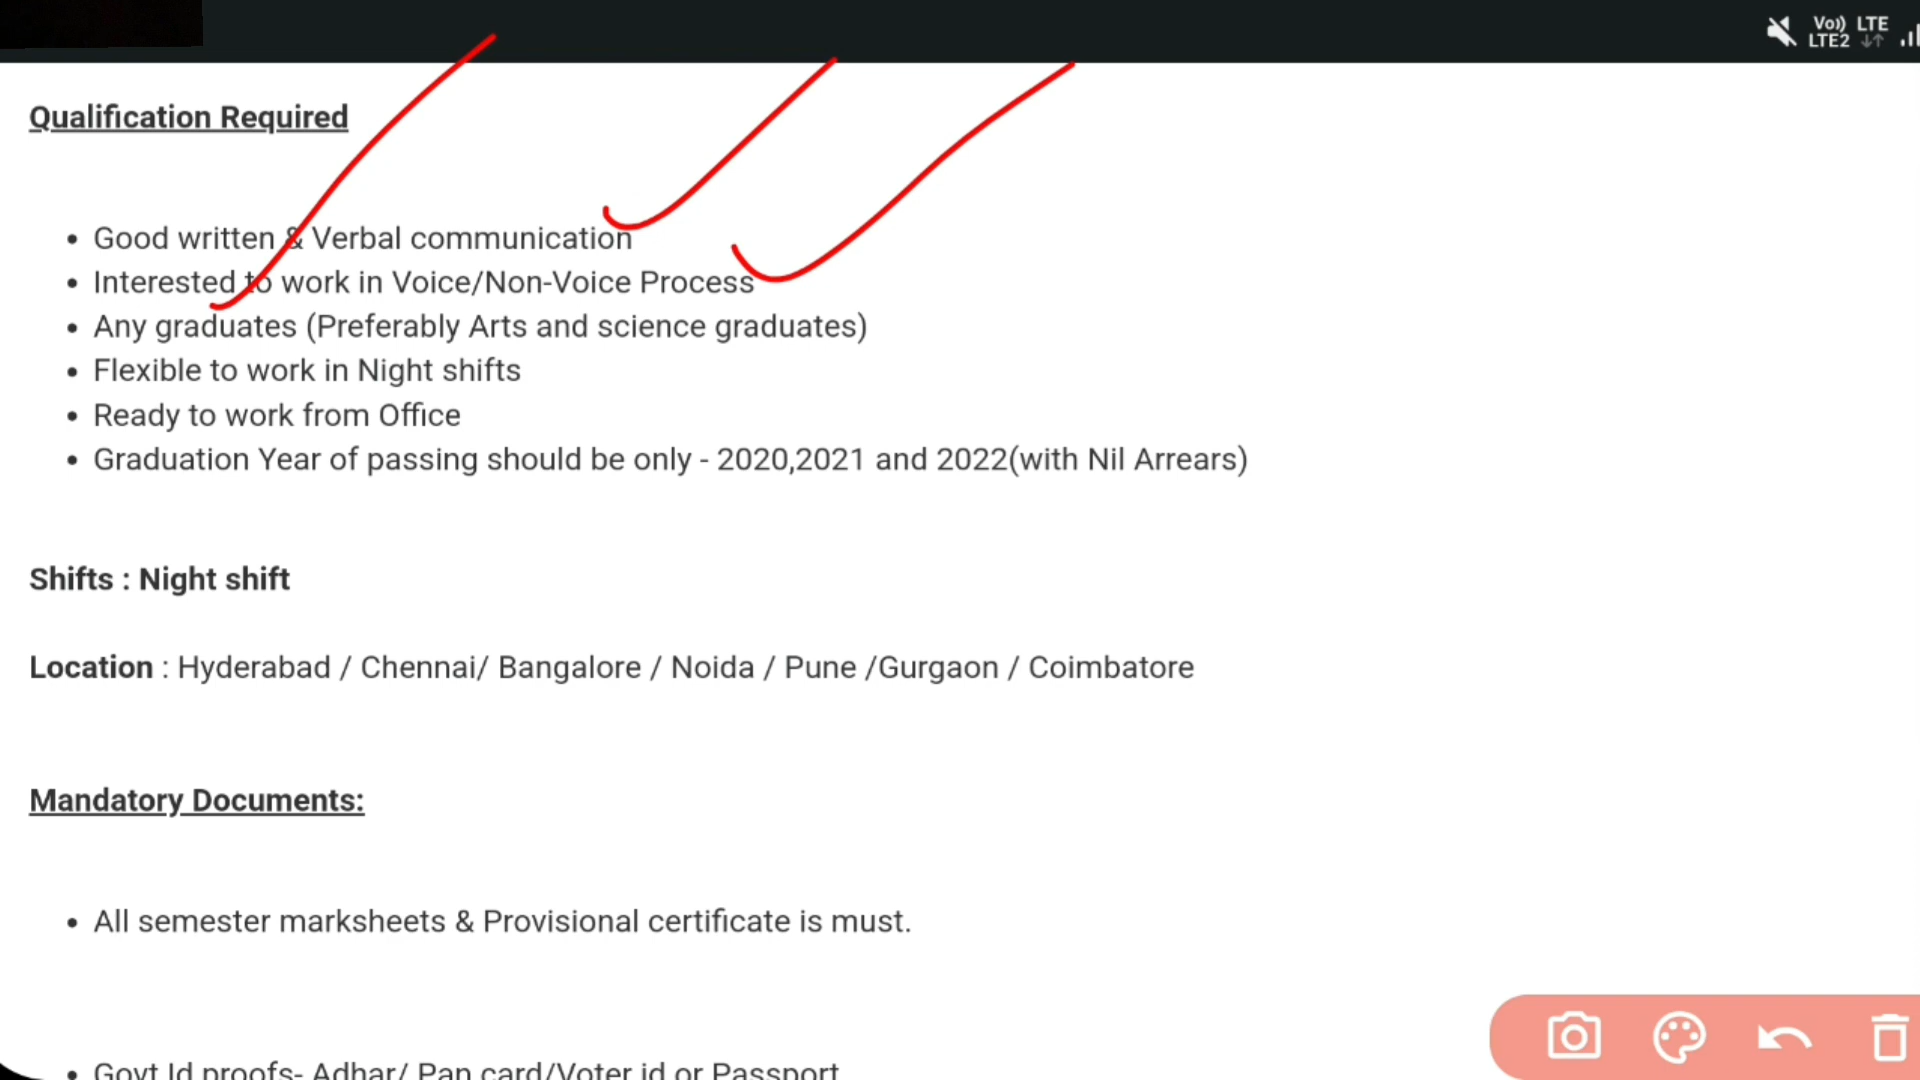 Vo)) LTE
LTE2
Qualification Required
• Good written & Verbal communication
• Interested to work in Voice/Non-Voice Process
• Any graduates (Preferably Arts and science graduates)
• Flexible to work in Night shifts
• Ready to work from Office
• Graduation Year of passing should be only - 2020,2021 and 2022(with Nil Arrears)
Shifts : Night shift
Location : Hyderabad / Chennai/ Bangalore / Noida / Pune /Gurgaon / Coimbatore
Mandatory Documents:
• All semester marksheets & Provisional certificate is must.
• Govt Id proofs- Adhar/ Pan card/Voter id or Passport